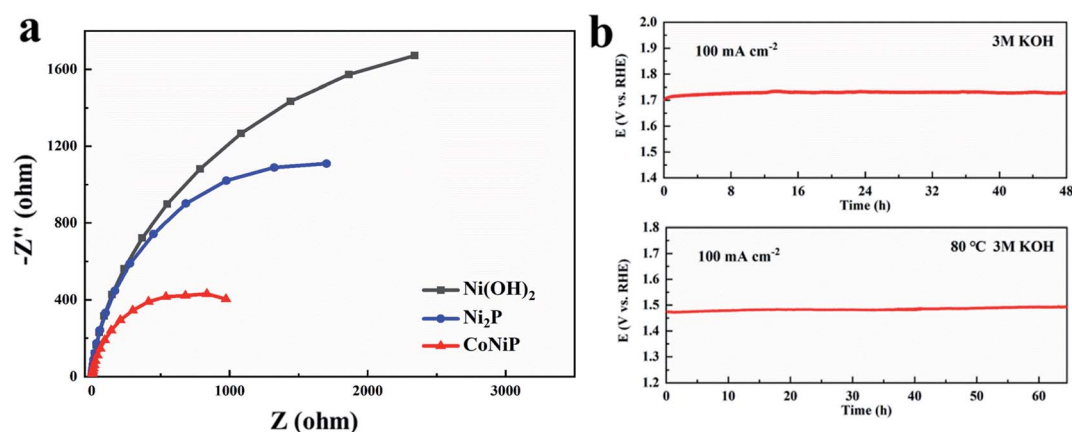 a
1600
1200
800
400
0
-Z" (ohm)
Ni(OH)₂
Ni₂P
CoNiP
0 1000 2000 3000
Z (ohm)
b
2.0
1.9
1.8
1.7
1.6
1.5
1.4
E (V vs. RHE)
100 mA cm⁻²
3M KOH
0 8 16 24 32 40 48
Time (h)
1.8
1.7
1.6
1.5
1.4
1.3
1.2
E (V vs. RHE)
100 mA cm⁻²
80 ℃ 3M KOH
0 10 20 30 40 50 60
Time (h)